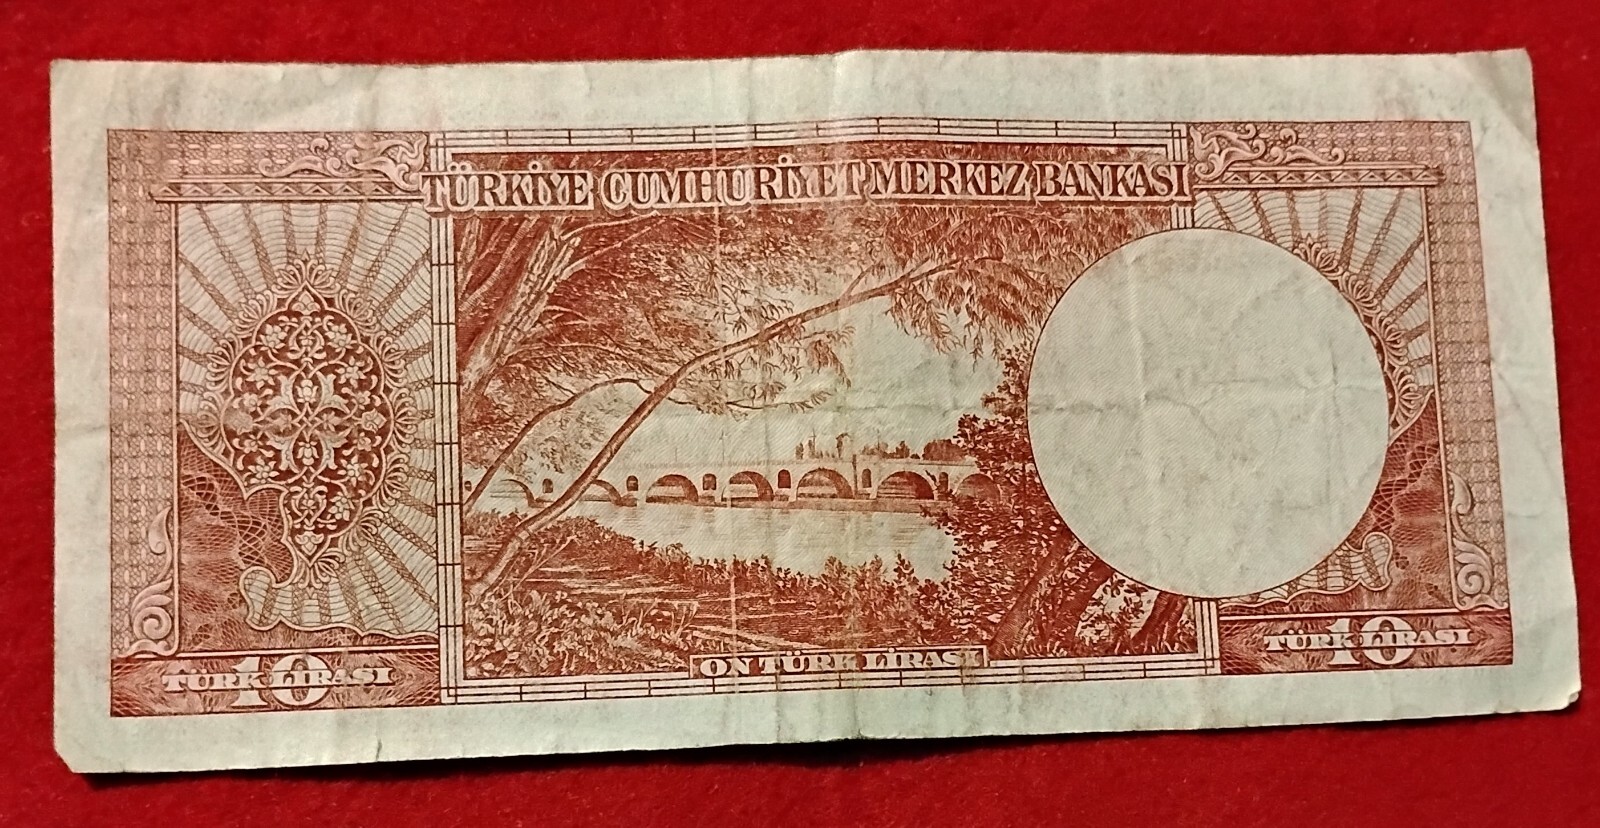 TÜRKİYE CUMHURİYET MERKEZ BANKASI
ON TÜRK LİRASI
10 TÜRK LİRASI
10 TÜRK LİRASI